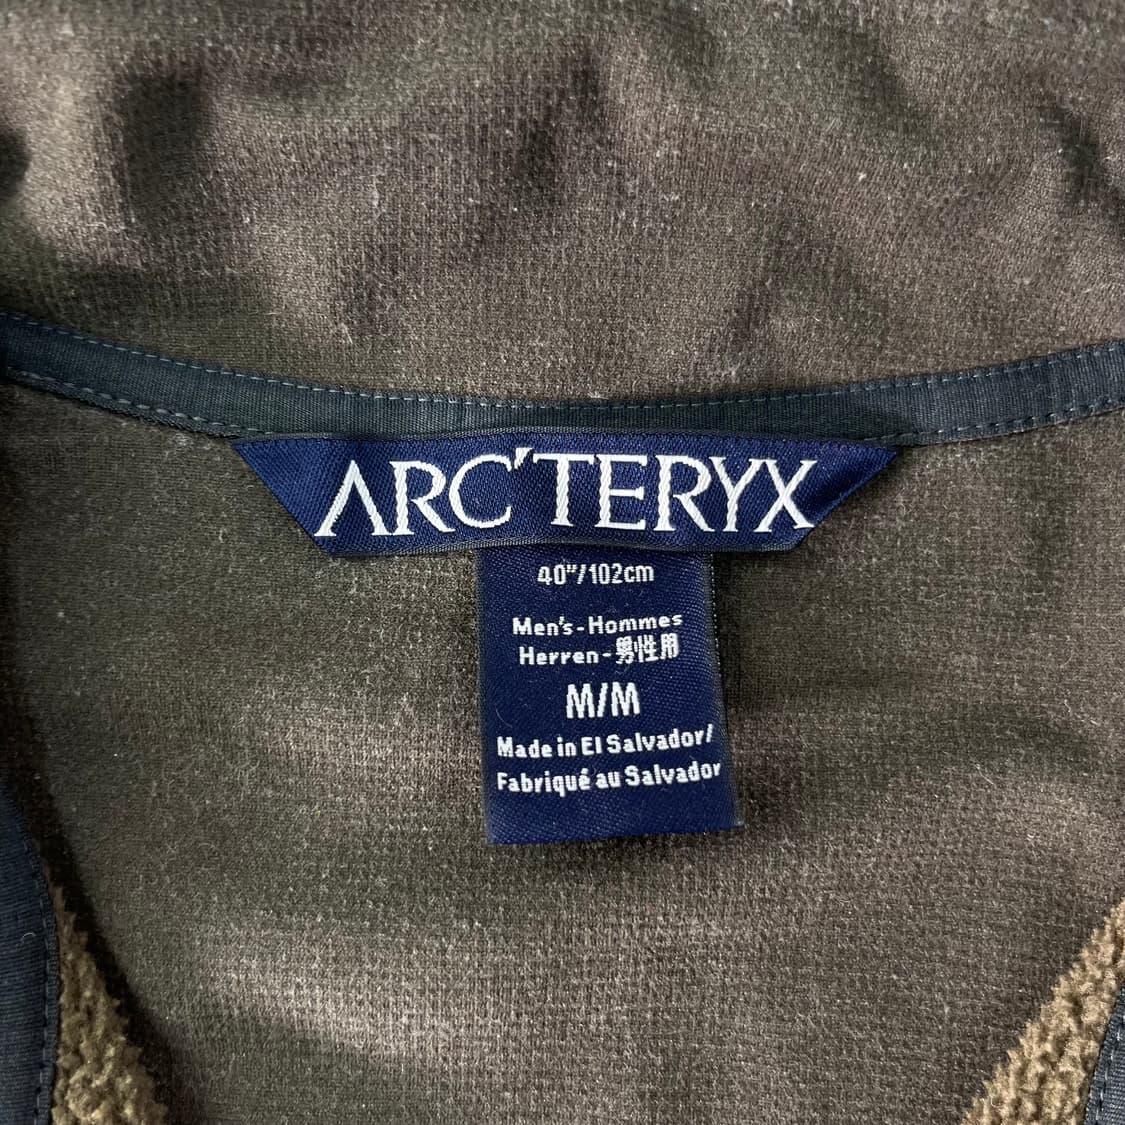 ARC'TERYX
40"/102cm
Men's-Hommes
Herren-男性用
M/M
Made in El Salvador/
Fabriqué au Salvador